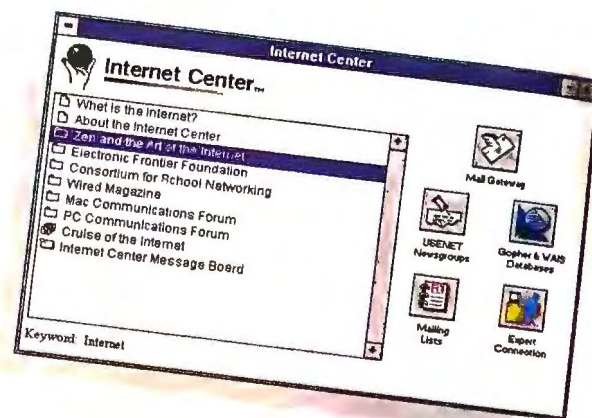 Internet Center
Internet Center™
What is the Internet?
About the Internet Center
Zen and the Art of the Internet
Electronic Frontier Foundation
Consortium for School Networking
Wired Magazine
Mac Communications Forum
PC Communications Forum
Cruise of the Internet
Internet Center Message Board
Keyword: Internet
Mail Gateway
USENET
Newsgroups
Gopher & WAIS
Databases
Mailing
Lists
Expert
Connection